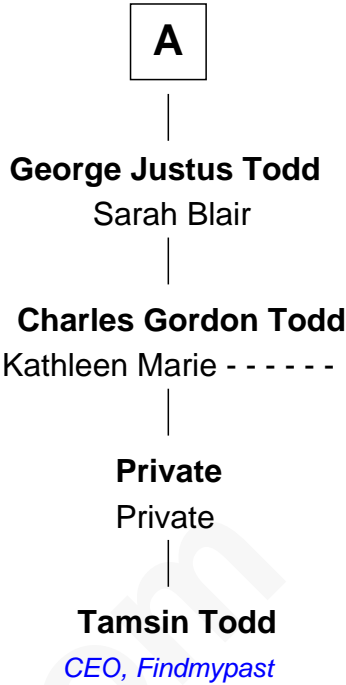 A
George Justus Todd
Sarah Blair
Charles Gordon Todd
Kathleen Marie - - - - - -
Private
Private
Tamsin Todd
CEO, Findmypast